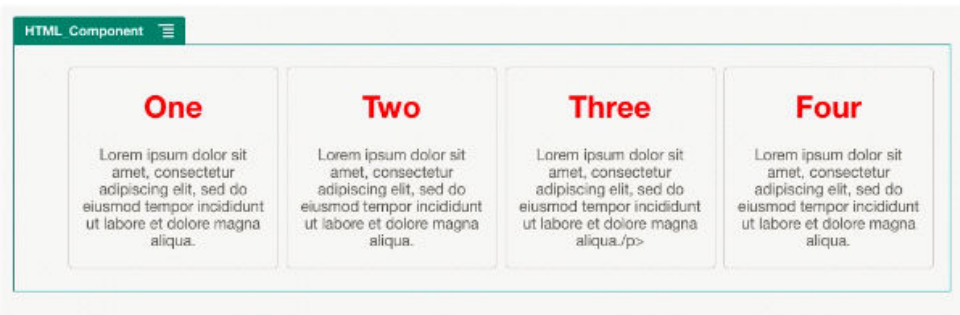 HTML_Component
One
Lorem ipsum dolor sit
amet, consectetur
adipiscing elit, sed do
eiusmod tempor incididunt
ut labore et dolore magna
aliqua.
Two
Lorem ipsum dolor sit
amet, consectetur
adipiscing elit, sed do
eiusmod tempor incididunt
ut labore et dolore magna
aliqua.
Three
Lorem ipsum dolor sit
amet, consectetur
adipiscing elit, sed do
eiusmod tempor incididunt
ut labore et dolore magna
aliqua./p>
Four
Lorem ipsum dolor sit
amet, consectetur
adipiscing elit, sed do
eiusmod tempor incididunt
ut labore et dolore magna
aliqua.